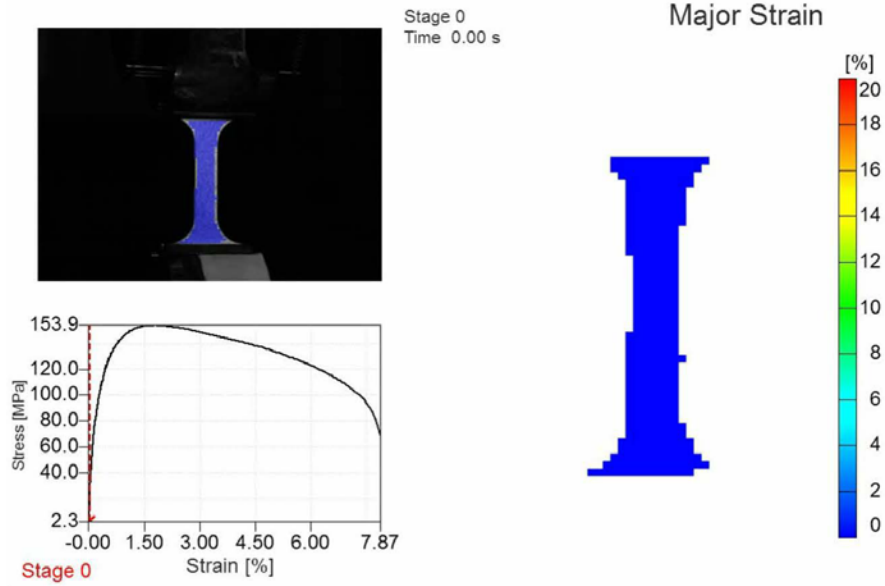 Stage 0
Time 0.00 s
Major Strain
[%]
20
18
16
14
12
10
8
6
4
2
0
153.9
120.0
100.0
80.0
60.0
40.0
2.3
Stress [MPa]
-0.00 1.50 3.00 4.50 6.00 7.87
Strain [%]
Stage 0